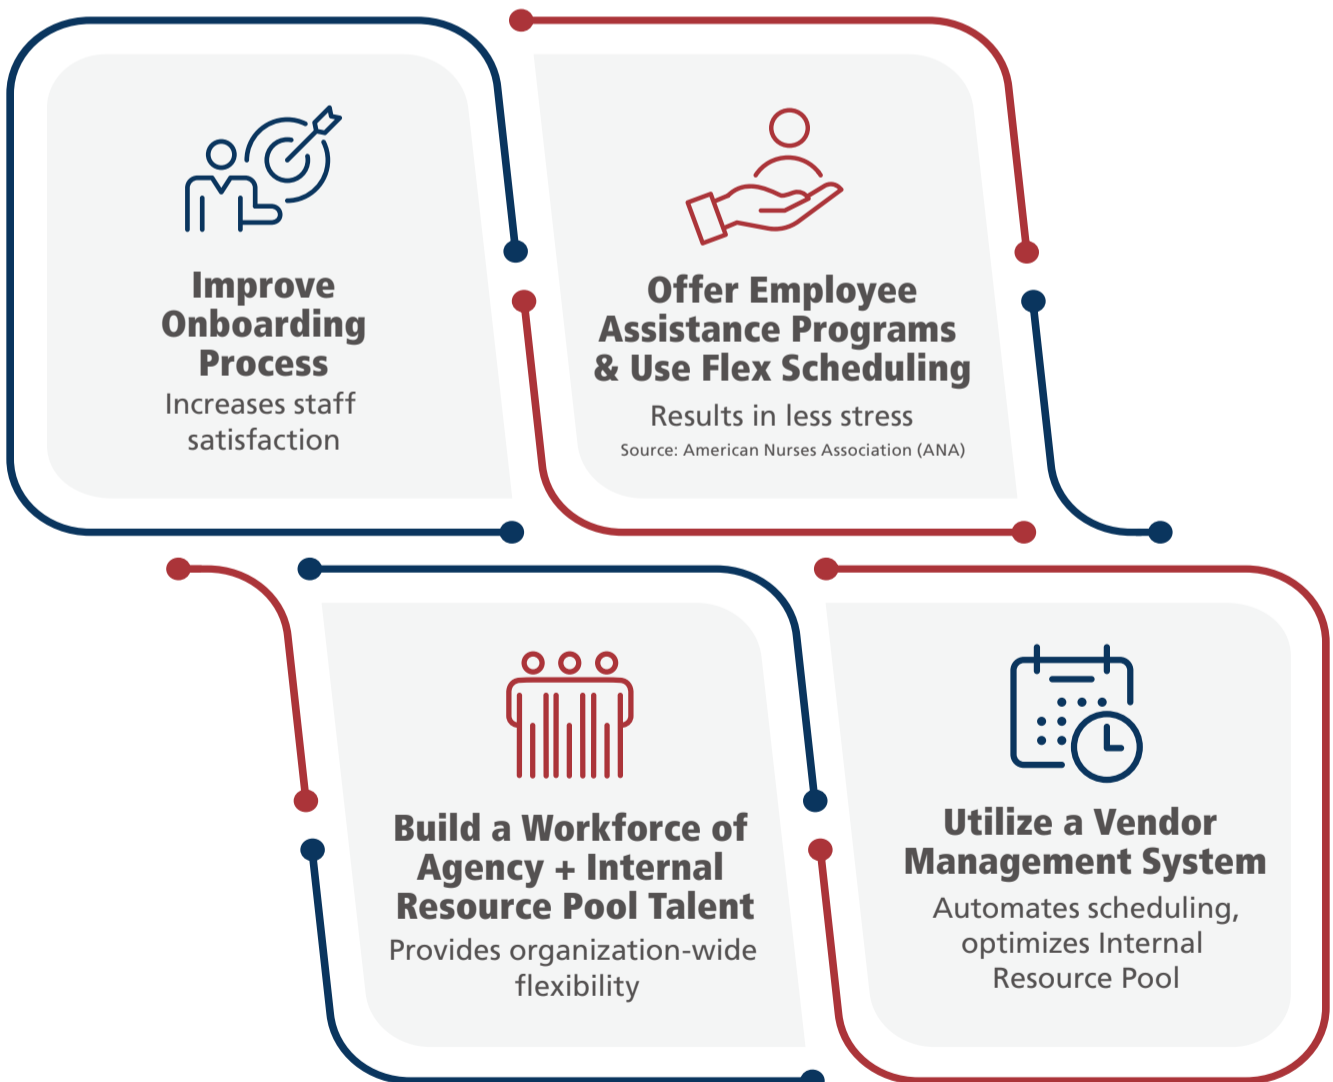 Improve
Onboarding
Process
Increases staff
satisfaction
Offer Employee
Assistance Programs
& Use Flex Scheduling
Results in less stress
Source: American Nurses Association (ANA)
Build a Workforce of
Agency + Internal
Resource Pool Talent
Provides organization-wide
flexibility
Utilize a Vendor
Management System
Automates scheduling,
optimizes Internal
Resource Pool